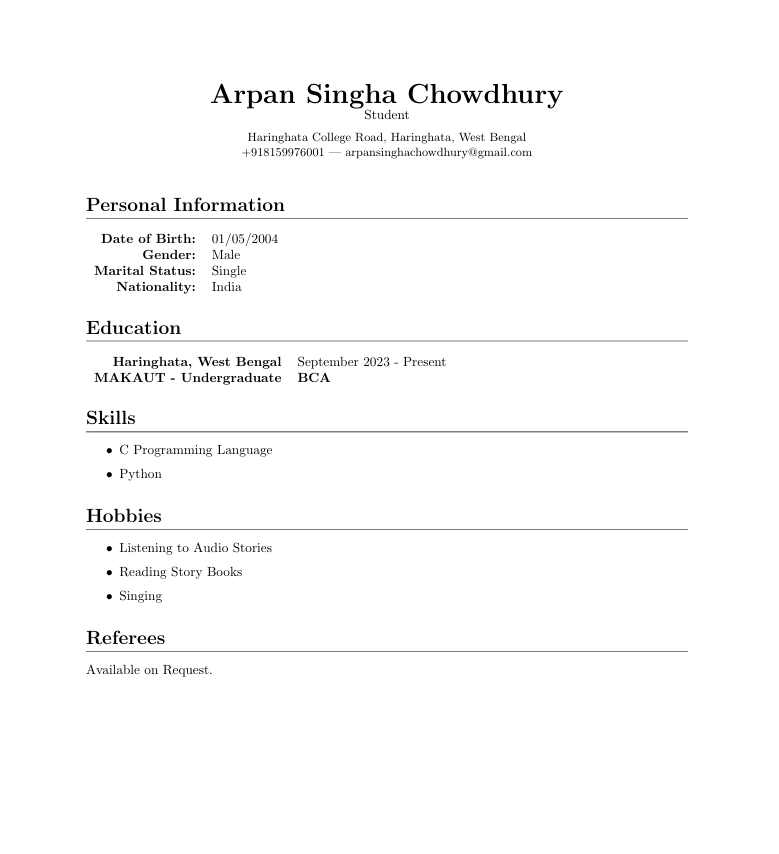 Arpan Singha Chowdhury
Student
Haringhata College Road, Haringhata, West Bengal
+918159976001 — arpansinghachowdhury@gmail.com
Personal Information
Date of Birth: 01/05/2004
Gender: Male
Marital Status: Single
Nationality: India
Education
Haringhata, West Bengal September 2023 - Present
MAKAUT - Undergraduate BCA
Skills
• C Programming Language
• Python
Hobbies
• Listening to Audio Stories
• Reading Story Books
• Singing
Referees
Available on Request.